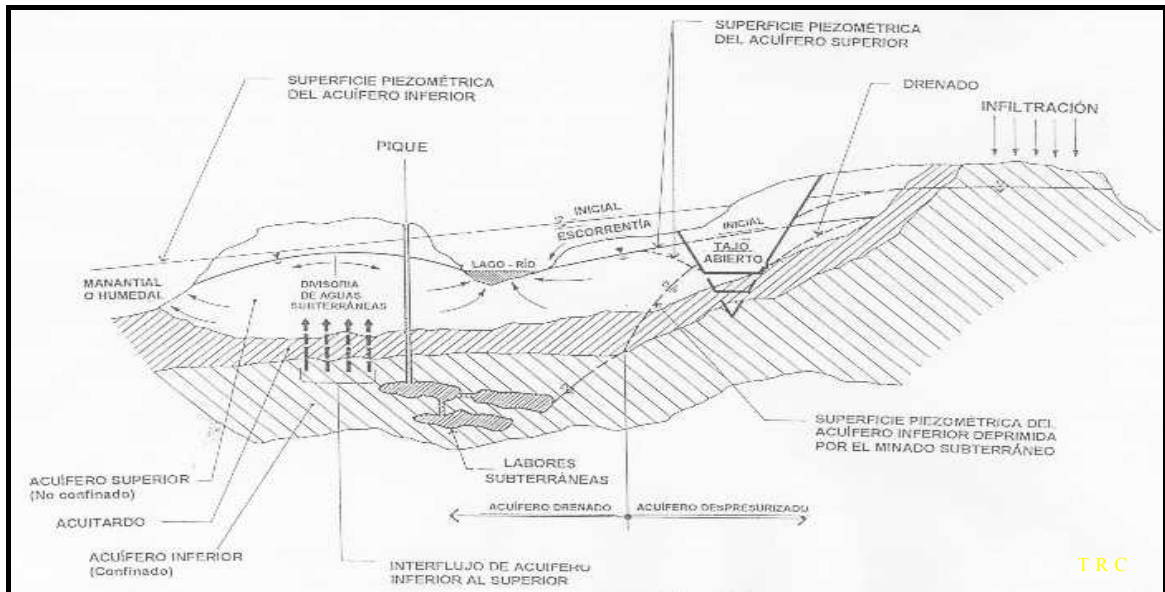 SUPERFICIE PIEZOMÉTRICA
DEL ACUÍFERO SUPERIOR
SUPERFICIE PIEZOMÉTRICA
DEL ACUÍFERO INFERIOR
DRENADO
INFILTRACIÓN
PIQUE
INICIAL
ESCORRENTÍA
INICIAL
TAJO
ABIERTO
LAGO - RÍO
MANANTIAL
O HUMEDAL
DIVISORIA
DE AGUAS
SUBTERRÁNEAS
SUPERFICIE PIEZOMÉTRICA DEL
ACUÍFERO INFERIOR DEPRIMIDA
POR EL MINADO SUBTERRÁNEO
LABORES
SUBTERRÁNEAS
ACUÍFERO SUPERIOR
(No confinado)
ACUÍFERO DRENADO
ACUÍFERO DESPRESURIZADO
ACUITARDO
ACUÍFERO INFERIOR
(Confinado)
INTERFLUJO DE ACUÍFERO
INFERIOR AL SUPERIOR
T R C